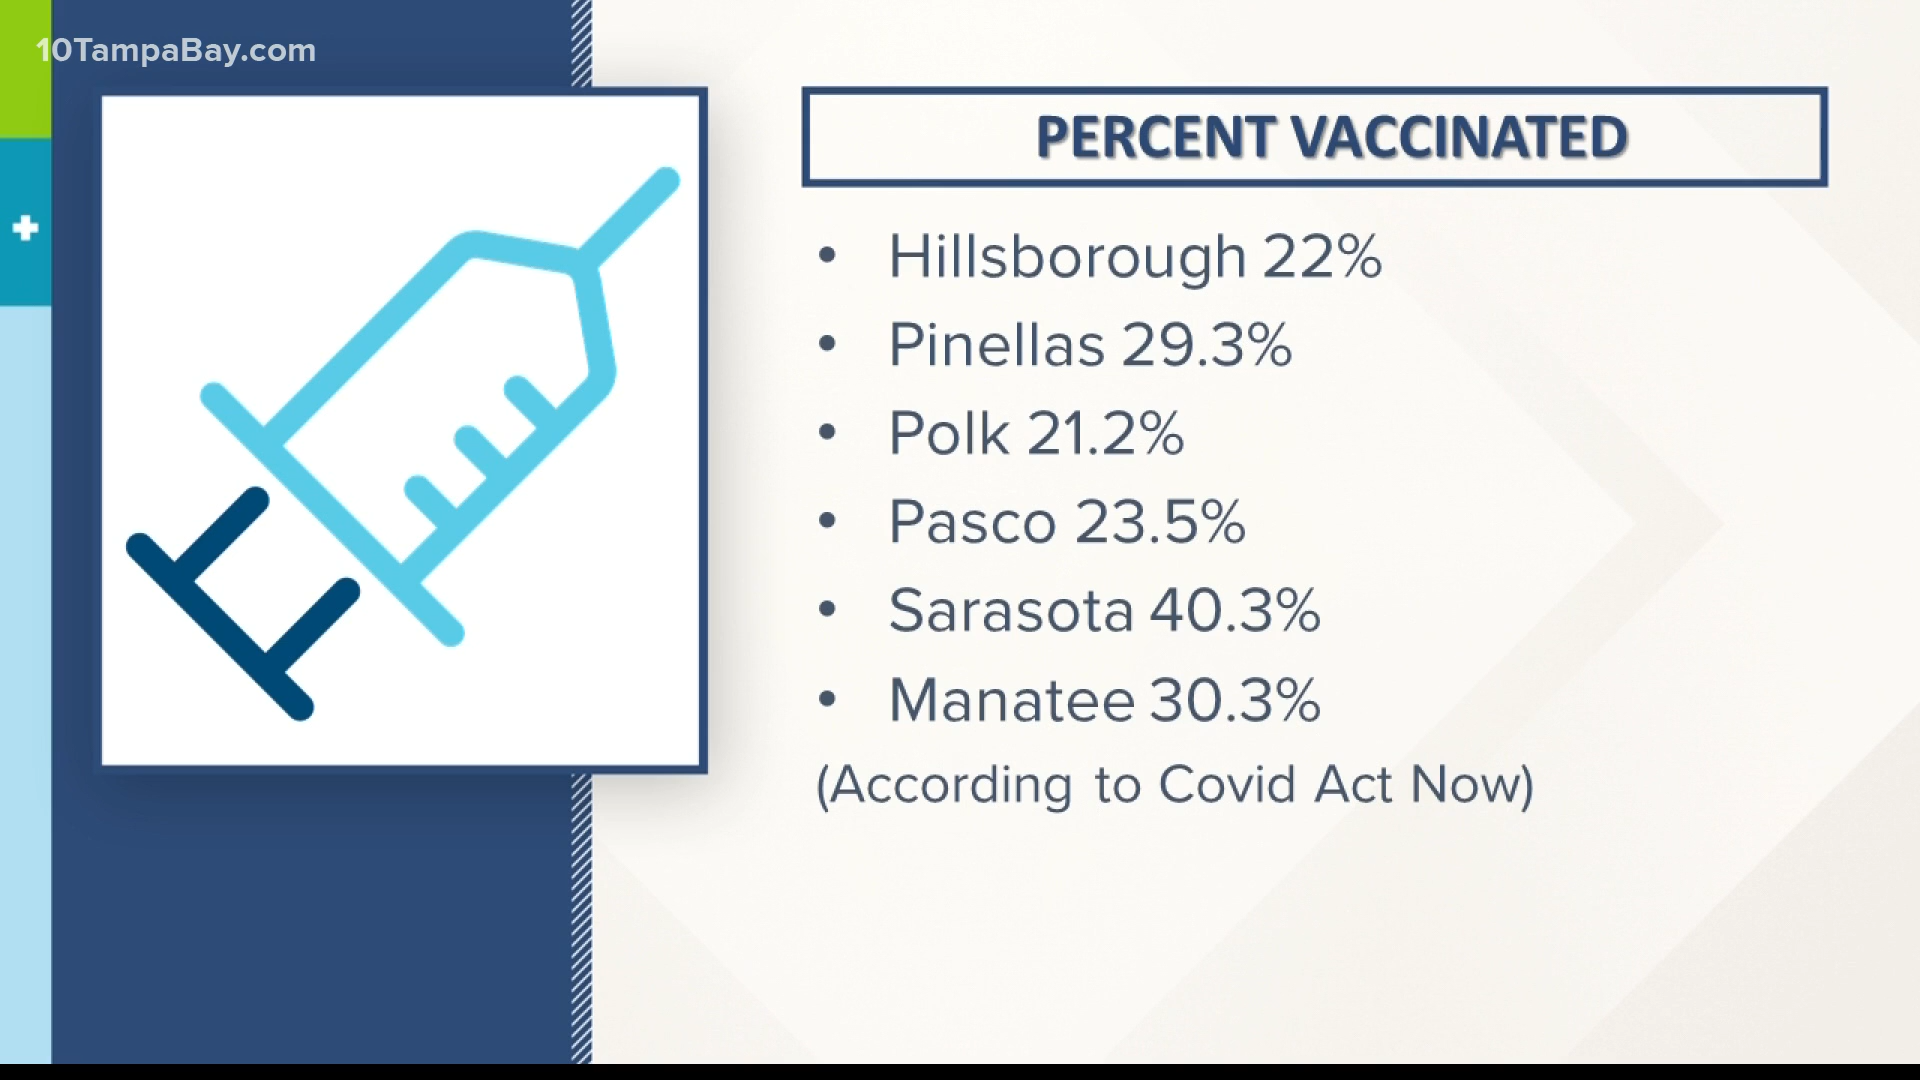 10TampaBay.com
PERCENT VACCINATED
• Hillsborough 22%
• Pinellas 29.3%
• Polk 21.2%
• Pasco 23.5%
• Sarasota 40.3%
• Manatee 30.3%
(According to Covid Act Now)